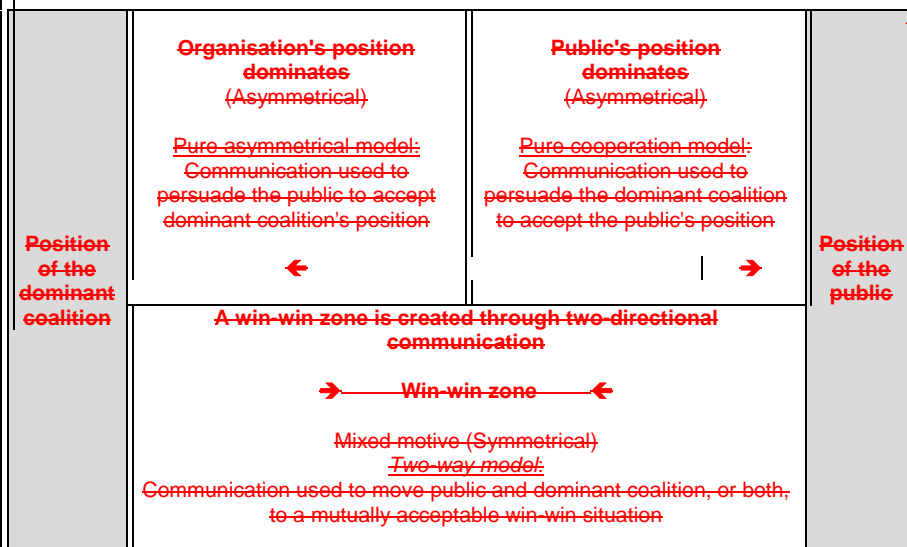 Organisation's position
dominates
(Asymmetrical)
Pure asymmetrical model:
Communication used to
persuade the public to accept
dominant coalition's position
Public's position
dominates
(Asymmetrical)
Pure cooperation model:
Communication used to
persuade the dominant coalition
to accept the public's position
Position
of the
dominant
coalition
Position
of the
public
A win-win zone is created through two-directional
communication
Win-win zone
Mixed motive (Symmetrical)
Two-way model:
Communication used to move public and dominant coalition, or both,
to a mutually acceptable win-win situation